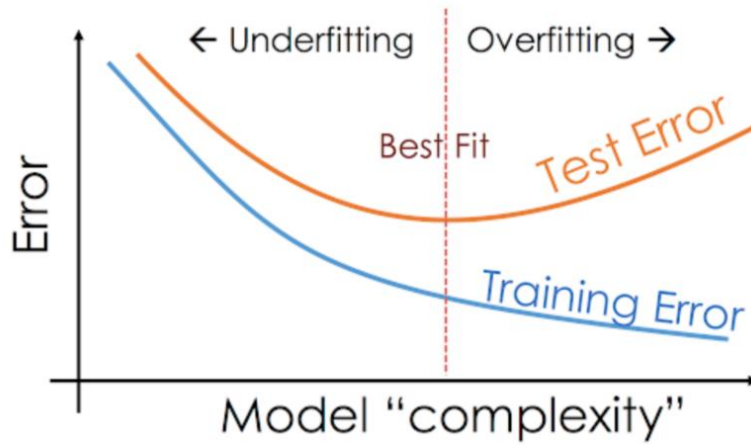 ← Underfitting
Overfitting →
Best Fit
Test Error
Error
Training Error
Model “complexity”